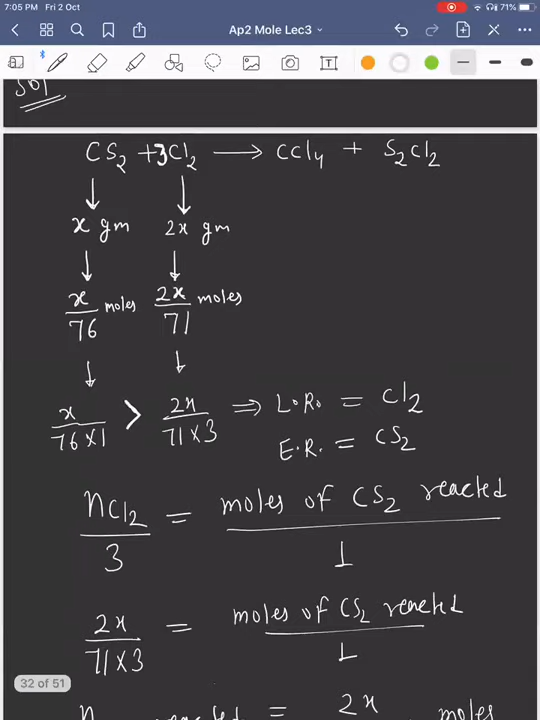 7:05 PM Fri 2 Oct 71%
Ap2 Mole Lec3
Sol
CS2 + 3Cl2 → CCl4 + S2Cl2
x gm 2x gm
x/76 moles 2x/71 moles
x/76×1 > 2x/71×3 ⇒ L.R. = Cl2
E.R. = CS2
nCl2/3 = moles of CS2 reacted/1
2x/71×3 = moles of CS2 reacted/1
32 of 51
2x moles